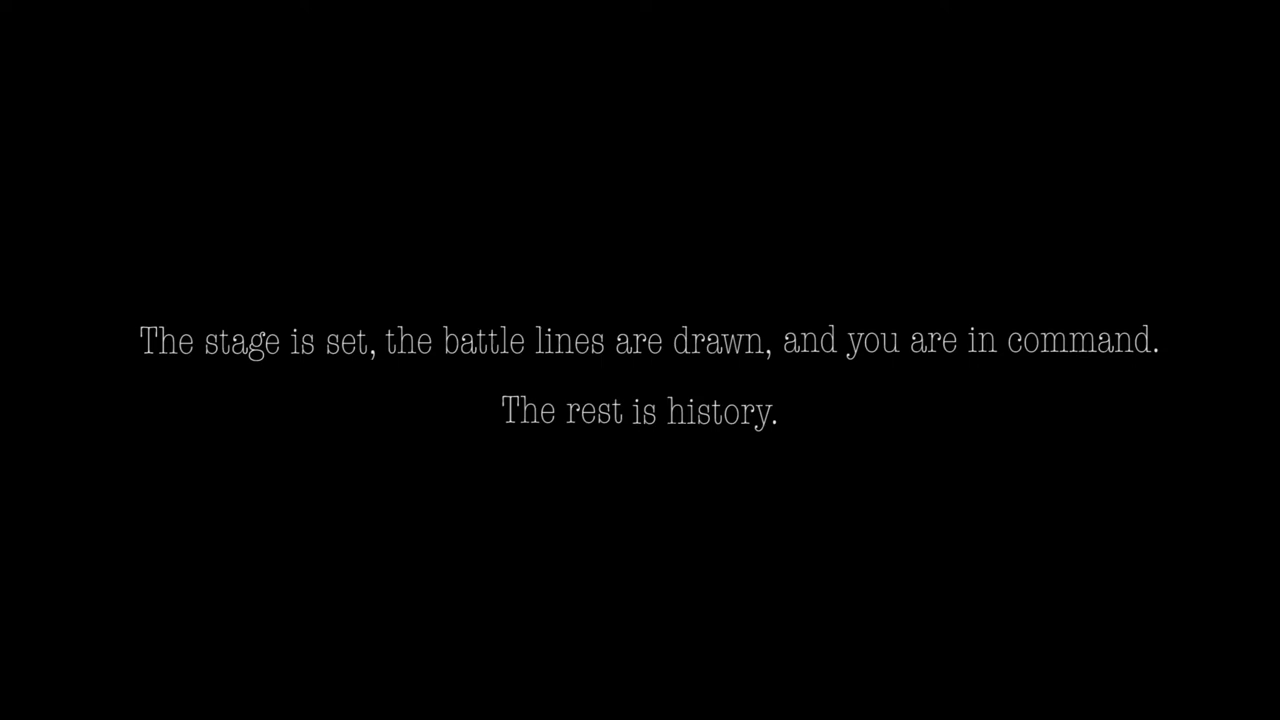 The stage is set, the battle lines are drawn, and you are in command.
The rest is history.